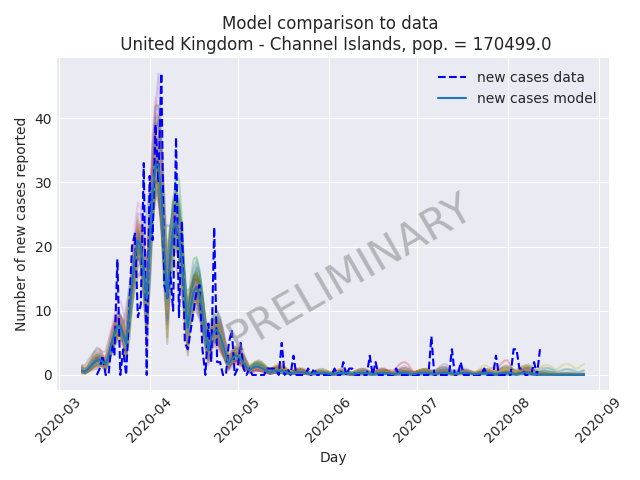 Model comparison to data
United Kingdom - Channel Islands, pop. = 170499.0
new cases data
new cases model
Number of new cases reported
40
30
20
10
0
PRELIMINARY
2020-03
2020-04
2020-05
2020-06
2020-07
2020-08
2020-09
Day